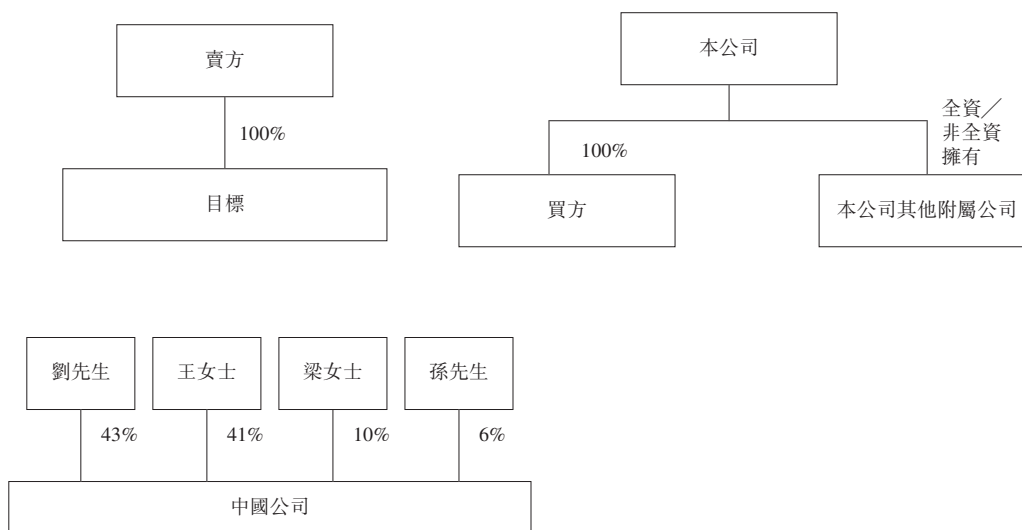 賣方
100%
目標
本公司
100%
全資／
非全資
擁有
買方
本公司其他附屬公司
劉先生
王女士
梁女士
孫先生
43%
41%
10%
6%
中國公司